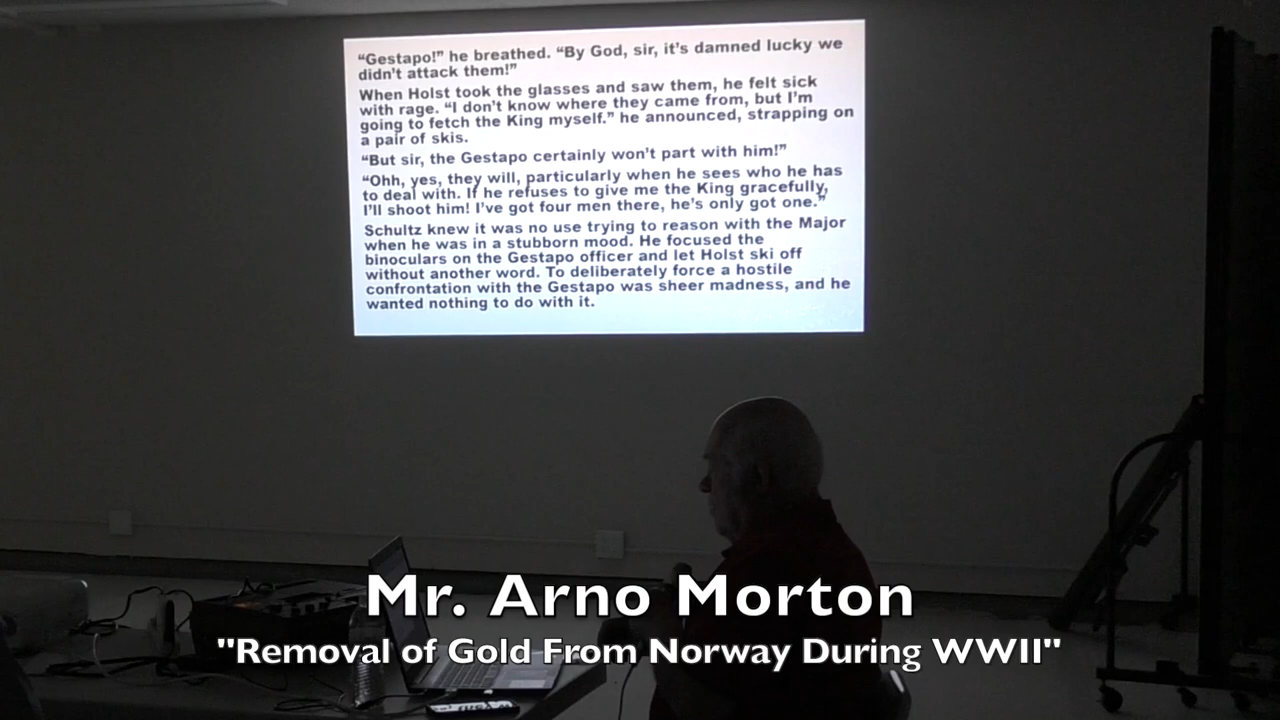 “Gestapo!” he breathed. “By God, sir, it’s damned lucky we
didn’t attack them!”
When Holst took the glasses and saw them, he felt sick
with rage. “I don’t know where they came from, but I’m
going to fetch the King myself.” he announced, strapping on
a pair of skis.
“But sir, the Gestapo certainly won’t part with him!”
“Ohh, yes, they will, particularly when he sees who he has
to deal with. If he refuses to give me the King gracefully,
I’ll shoot him! I’ve got four men there, he’s only got one.”
Schultz knew it was no use trying to reason with the Major
when he was in a stubborn mood. He focused the
binoculars on the Gestapo officer and let Holst ski off
without another word. To deliberately force a hostile
confrontation with the Gestapo was sheer madness, and he
wanted nothing to do with it.
Mr. Arno Morton
"Removal of Gold From Norway During WWII"